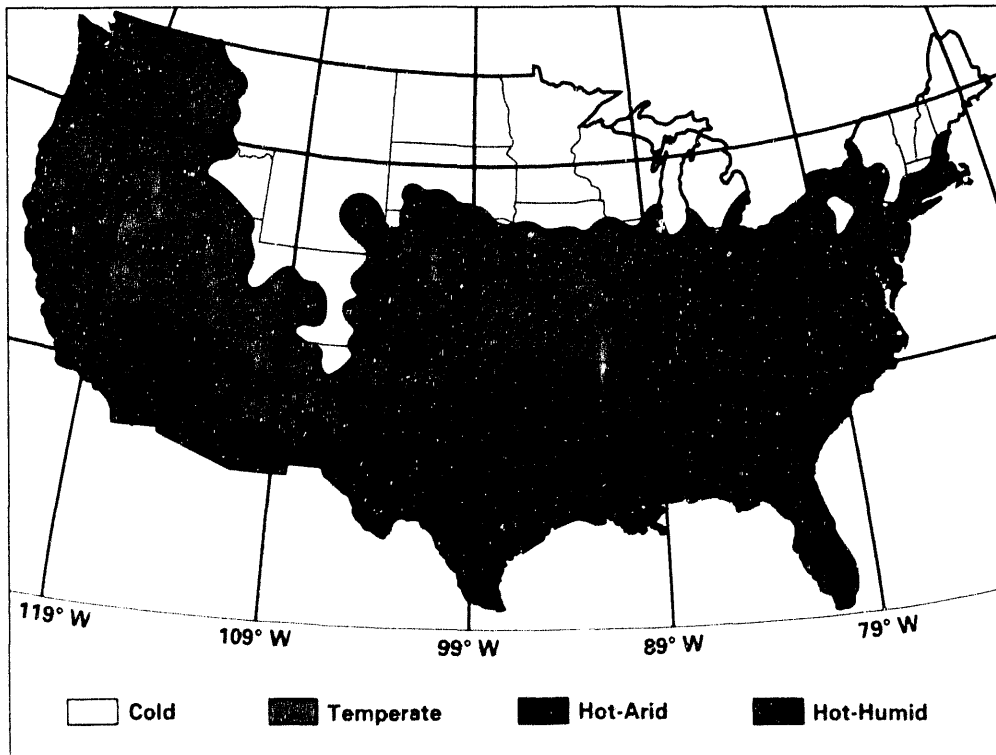 119° W
109° W
99° W
89° W
79° W
Cold
Temperate
Hot-Arid
Hot-Humid